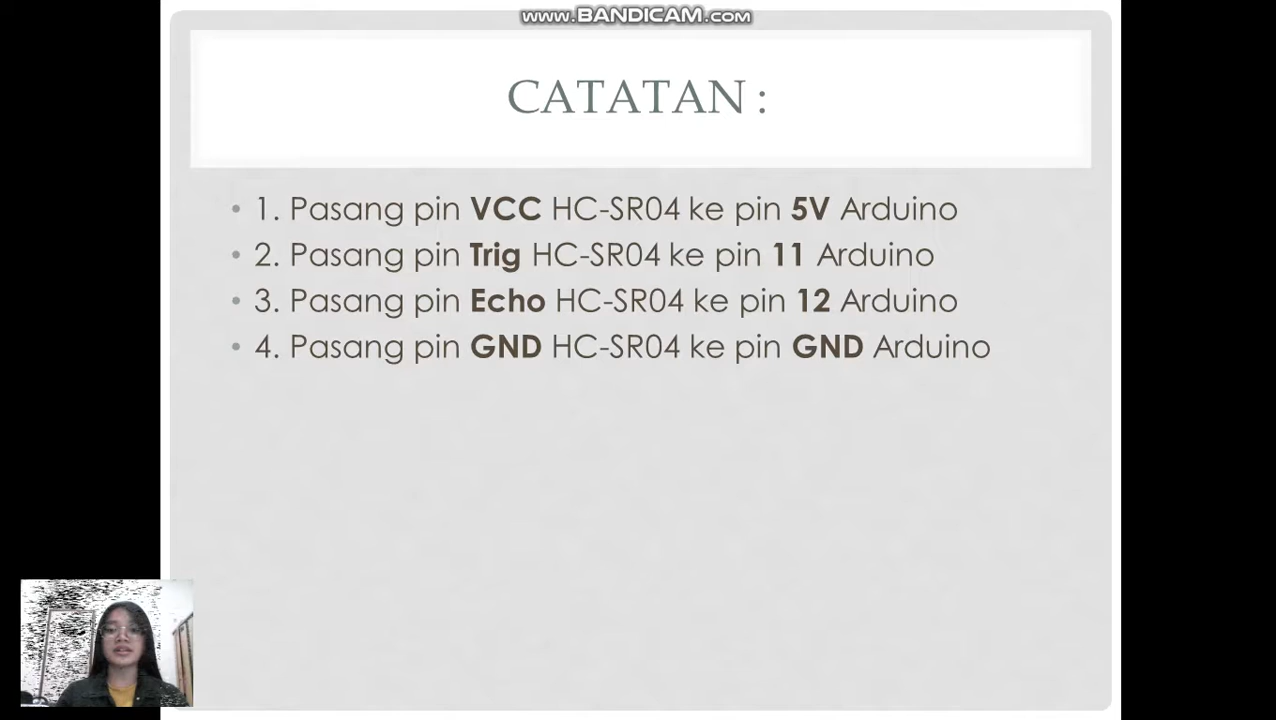 www.BANDICAM.com
CATATAN :
• 1. Pasang pin VCC HC-SR04 ke pin 5V Arduino
• 2. Pasang pin Trig HC-SR04 ke pin 11 Arduino
• 3. Pasang pin Echo HC-SR04 ke pin 12 Arduino
• 4. Pasang pin GND HC-SR04 ke pin GND Arduino